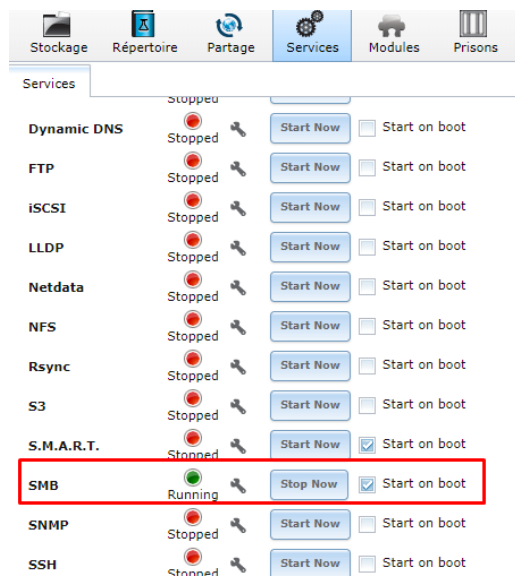 Stockage Répertoire Partage Services Modules Prisons
Services
Stopped
Dynamic DNS Stopped Start Now Start on boot
FTP Stopped Start Now Start on boot
iSCSI Stopped Start Now Start on boot
LLDP Stopped Start Now Start on boot
Netdata Stopped Start Now Start on boot
NFS Stopped Start Now Start on boot
Rsync Stopped Start Now Start on boot
S3 Stopped Start Now Start on boot
S.M.A.R.T. Stopped Start Now Start on boot
SMB Running Stop Now Start on boot
SNMP Stopped Start Now Start on boot
SSH Stopped Start Now Start on boot